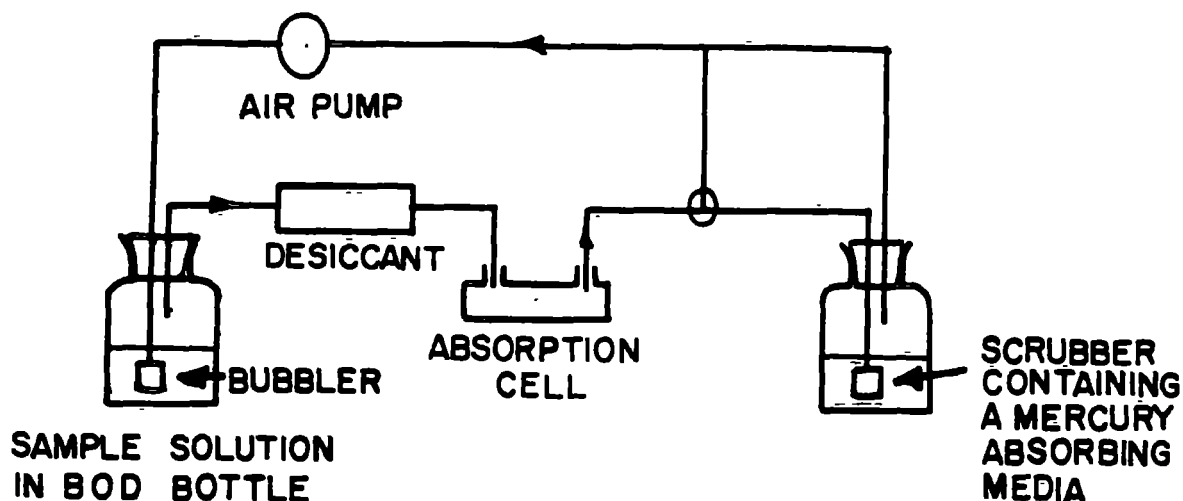 AIR PUMP
DESICCANT
ABSORPTION
CELL
BUBBLER
SAMPLE SOLUTION
IN BOD BOTTLE
SCRUBBER
CONTAINING
A MERCURY
ABSORBING
MEDIA